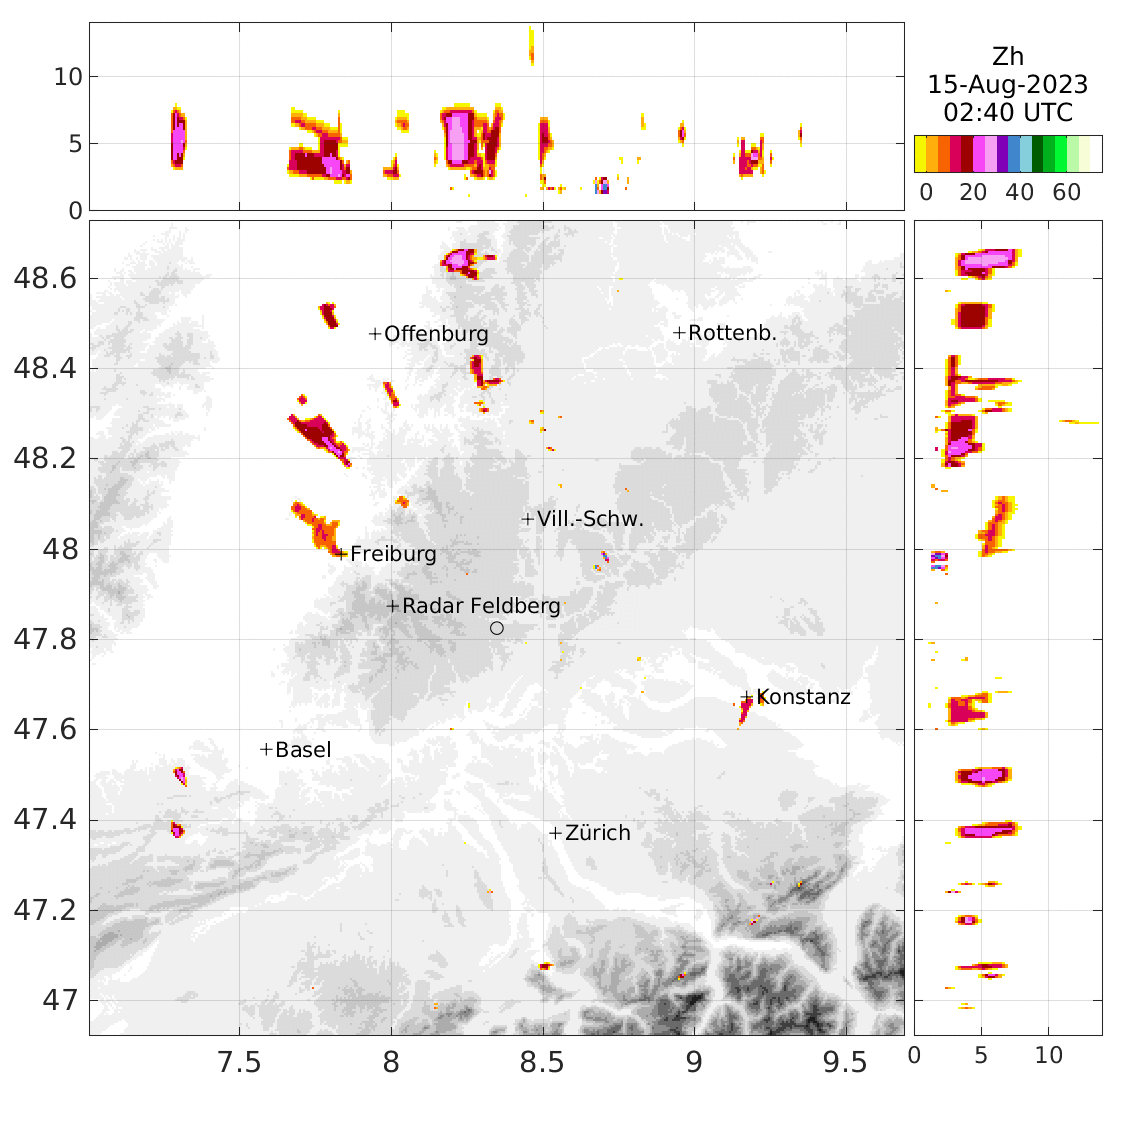 Zh
15-Aug-2023
02:40 UTC
0 20 40 60
10
5
0
48.6
Offenburg
Rottenb.
48.4
48.2
Vill.-Schw.
48
Freiburg
Radar Feldberg
47.8
Konstanz
47.6
Basel
47.4
Zürich
47.2
47
7.5 8 8.5 9 9.5
0 5 10